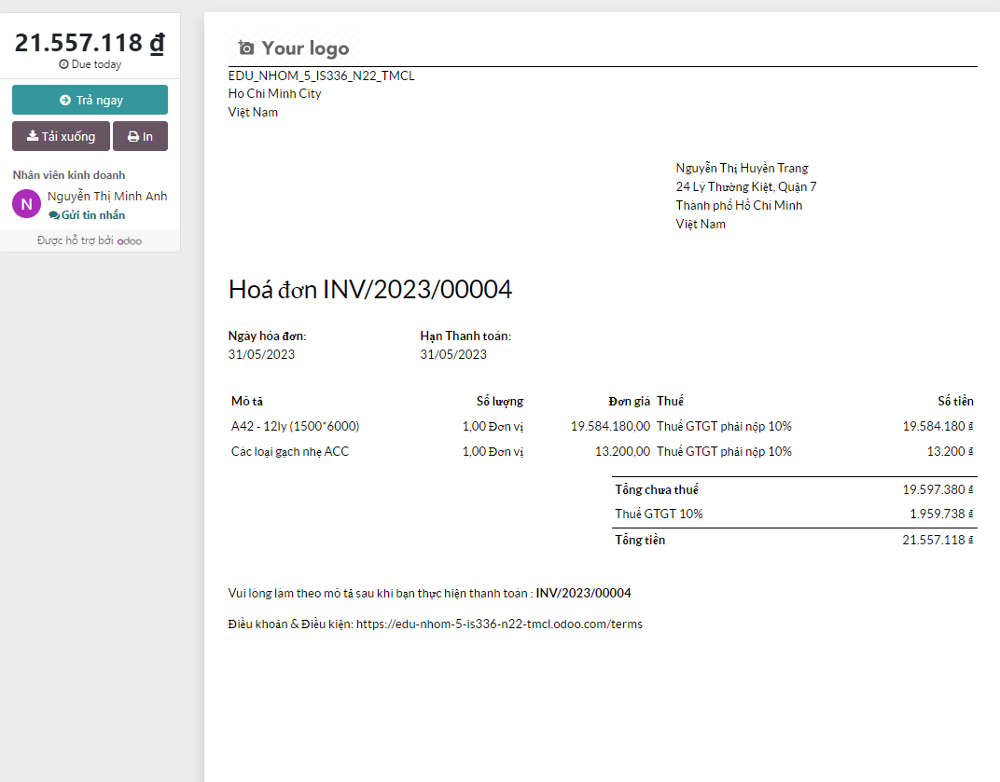 21.557.118 ₫
Due today
Trả ngay
Tải xuống
In
Nhân viên kinh doanh
N
Nguyễn Thị Minh Anh
Gửi tin nhắn
Được hỗ trợ bởi odoo
Your logo
EDU_NHOM_5_IS336_N22_TMCL
Ho Chi Minh City
Việt Nam
Nguyễn Thị Huyền Trang
24 Lý Thường Kiệt, Quận 7
Thành phố Hồ Chí Minh
Việt Nam
Hoá đơn INV/2023/00004
Ngày hóa đơn: Hạn Thanh toán:
31/05/2023 31/05/2023
Mô tả Số lượng Đơn giá Thuế Số tiền
A42 - 12ly (1500*6000) 1,00 Đơn vị 19.584.180,00 Thuế GTGT phải nộp 10% 19.584.180 ₫
Các loại gạch nhẹ ACC 1,00 Đơn vị 13.200,00 Thuế GTGT phải nộp 10% 13.200 ₫
Tổng chưa thuế 19.597.380 ₫
Thuế GTGT 10% 1.959.738 ₫
Tổng tiền 21.557.118 ₫
Vui lòng làm theo mô tả sau khi bạn thực hiện thanh toán : INV/2023/00004
Điều khoản & Điều kiện: https://edu-nhom-5-is336-n22-tmcl.odoo.com/terms